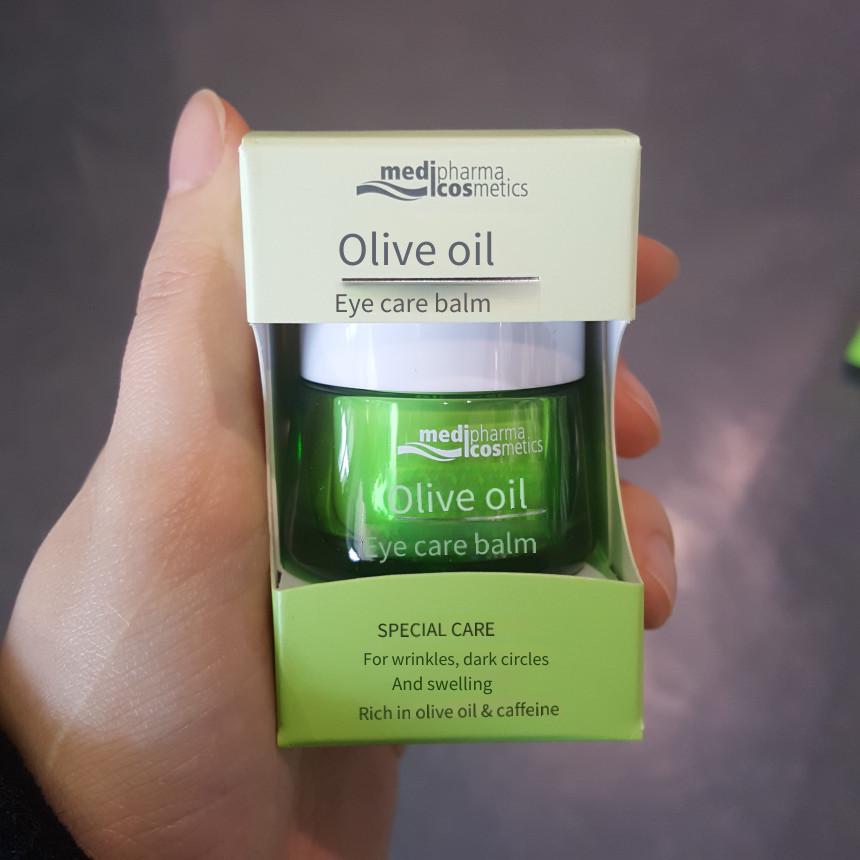 medipharma
cosmetics
Olive oil
Eye care balm
medipharma
cosmetics
Olive oil
Eye care balm
SPECIAL CARE
For wrinkles, dark circles
And swelling
Rich in olive oil & caffeine